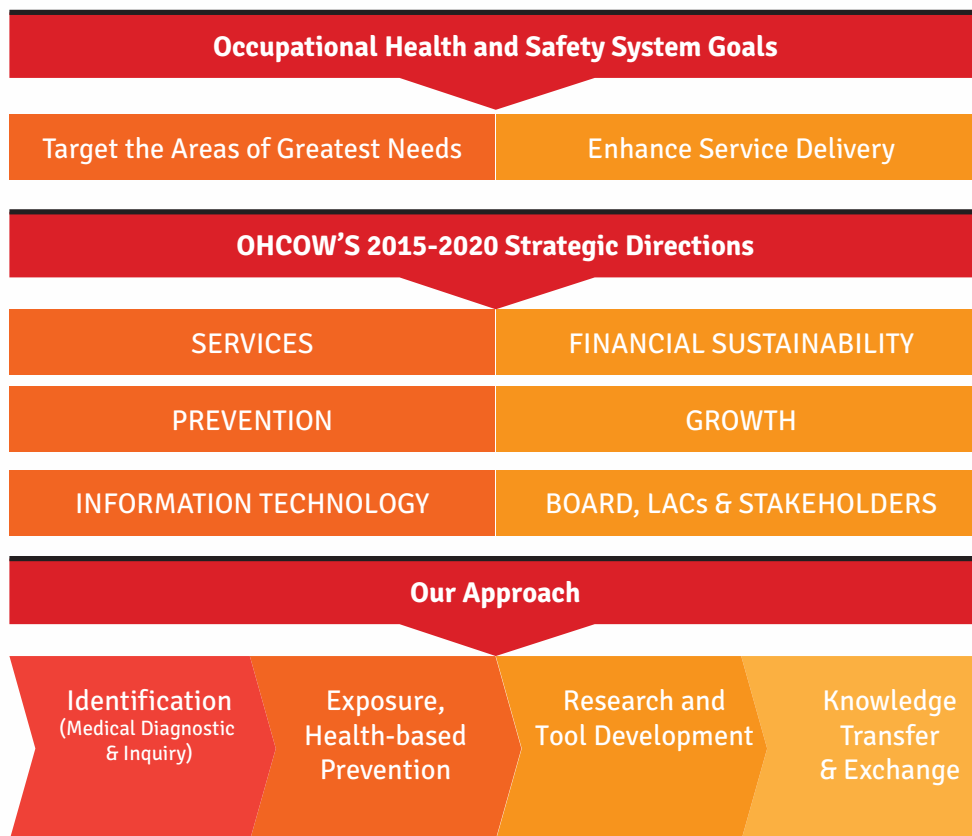 Occupational Health and Safety System Goals
Target the Areas of Greatest Needs
Enhance Service Delivery
OHCOW'S 2015-2020 Strategic Directions
SERVICES
FINANCIAL SUSTAINABILITY
PREVENTION
GROWTH
INFORMATION TECHNOLOGY
BOARD, LACs & STAKEHOLDERS
Our Approach
Identification
(Medical Diagnostic
& Inquiry)
Exposure,
Health-based
Prevention
Research and
Tool Development
Knowledge
Transfer
& Exchange